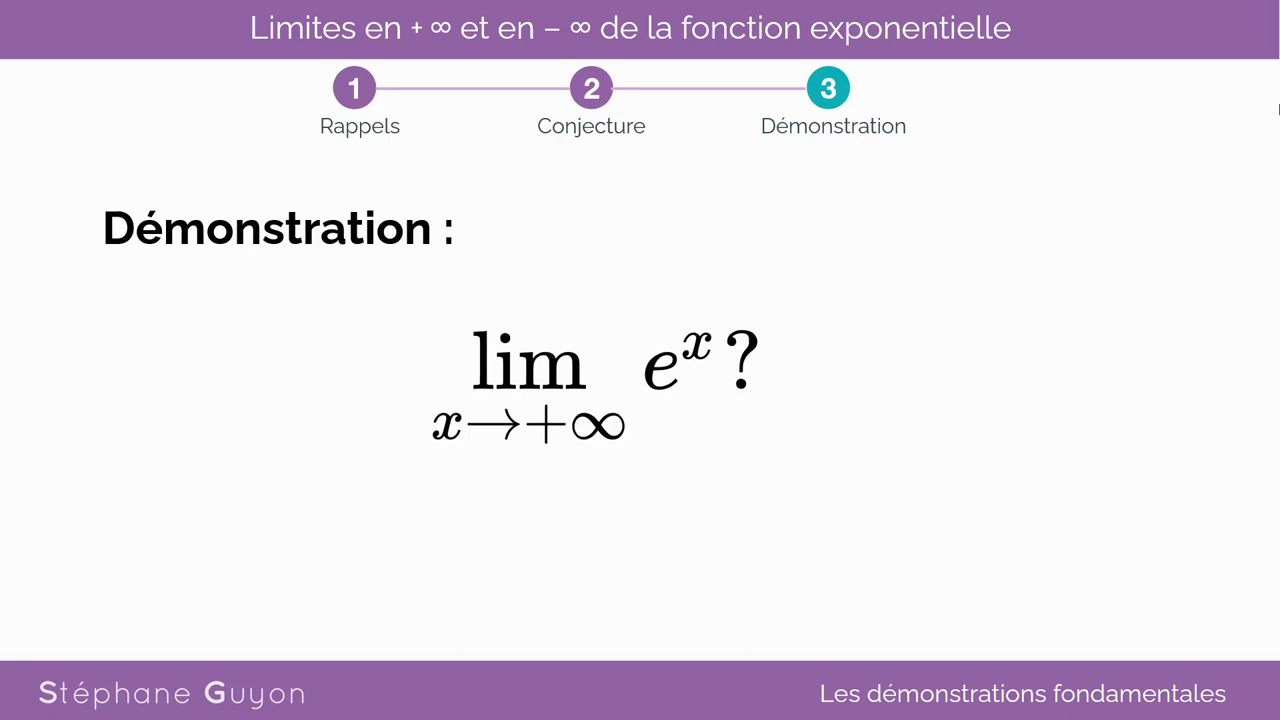 Limites en + ∞ et en – ∞ de la fonction exponentielle
1 2 3
Rappels Conjecture Démonstration
Démonstration :
lim e^x ?
x→+∞
Stéphane Guyon Les démonstrations fondamentales